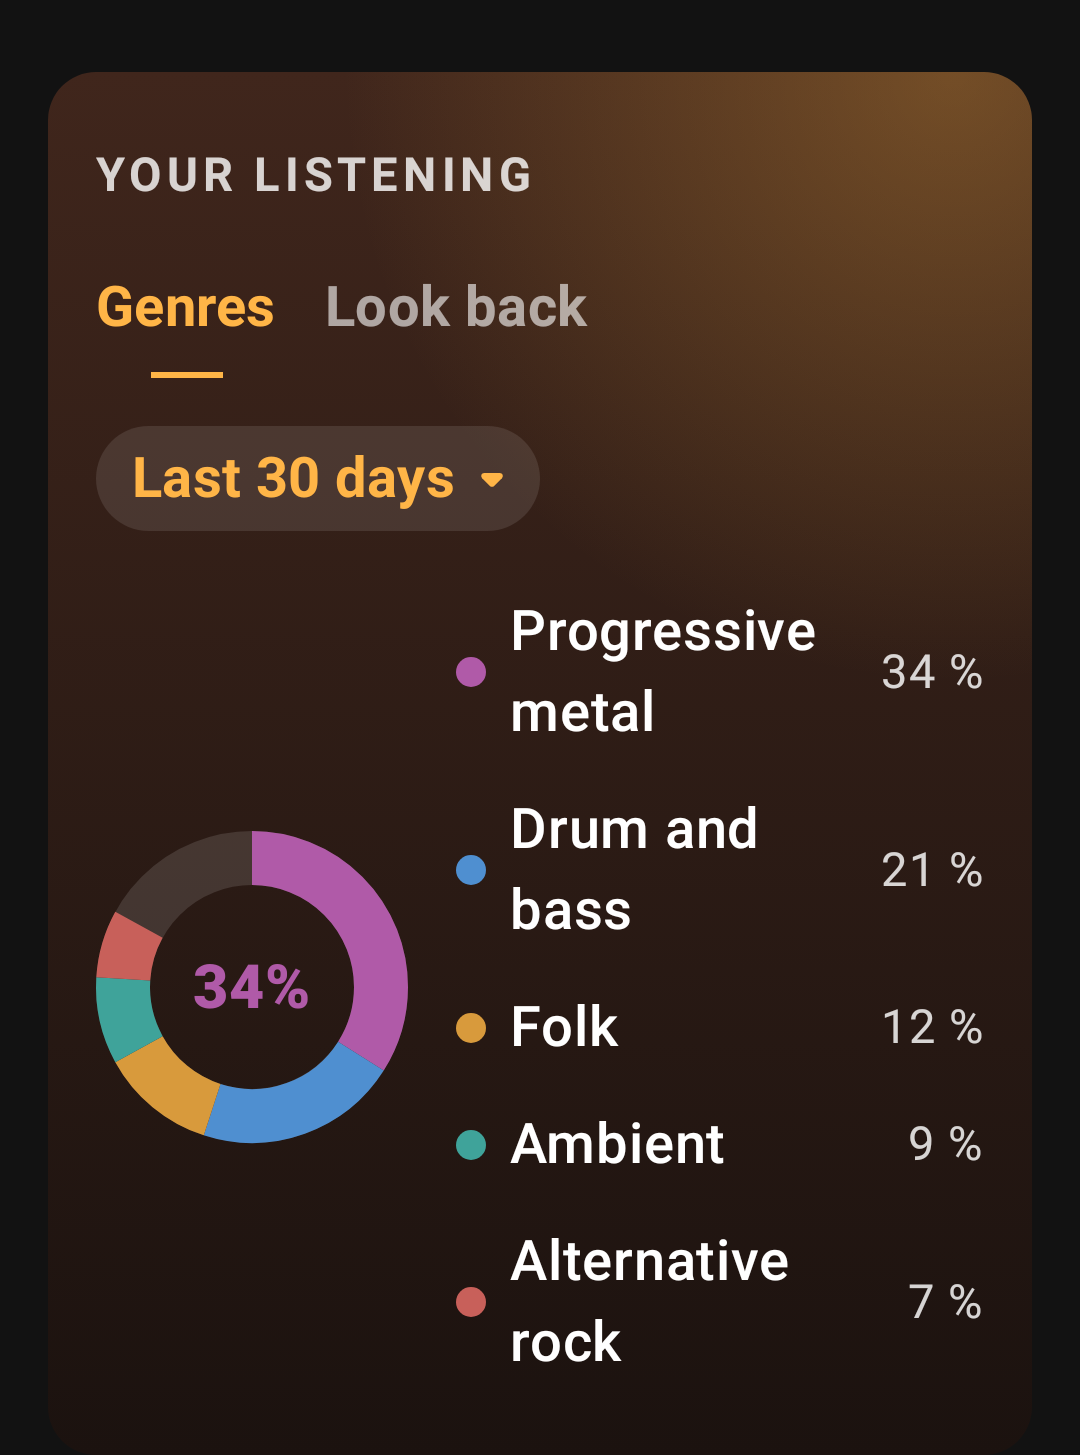 YOUR LISTENING
Genres Look back
Last 30 days
Progressive
metal
34 %
Drum and
bass
21 %
34%
Folk 12 %
Ambient 9 %
Alternative
rock
7 %